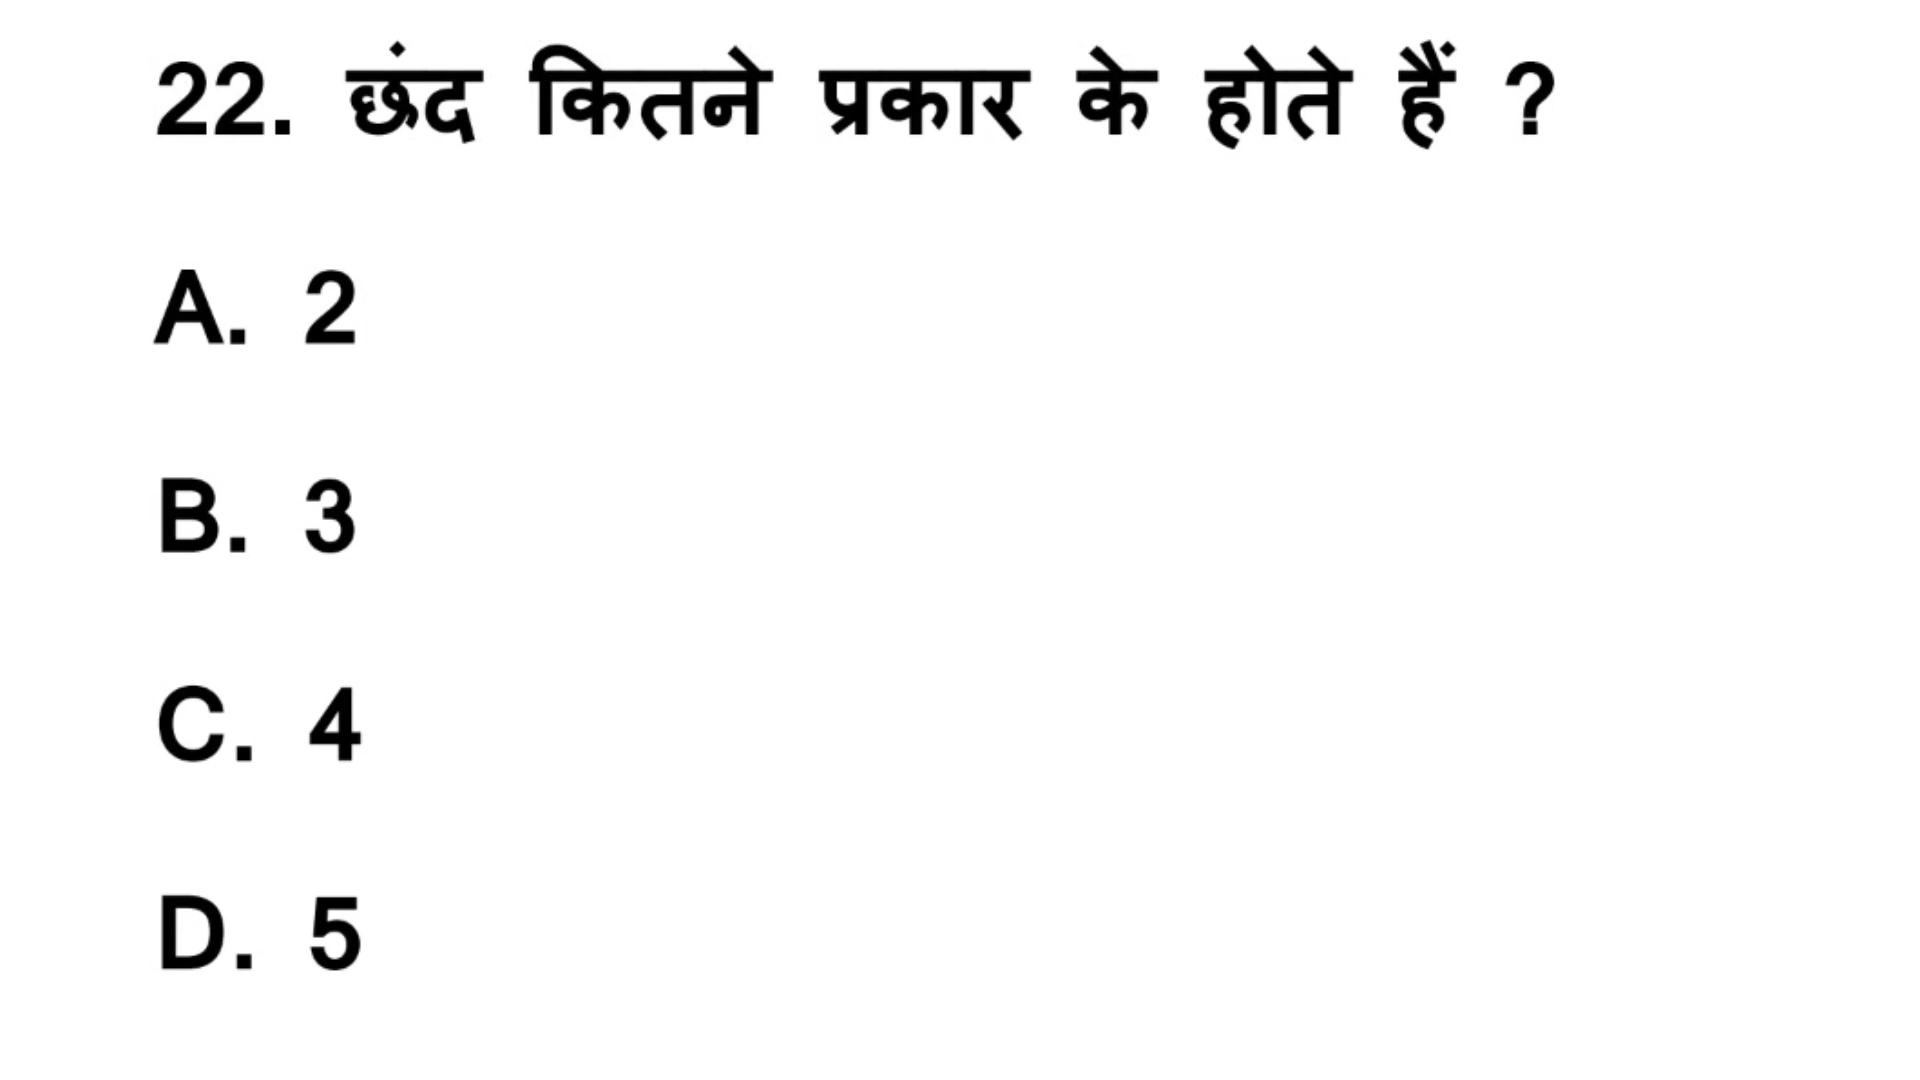 22. छंद कितने प्रकार के होते हैं ?
A. 2
B. 3
C. 4
D. 5